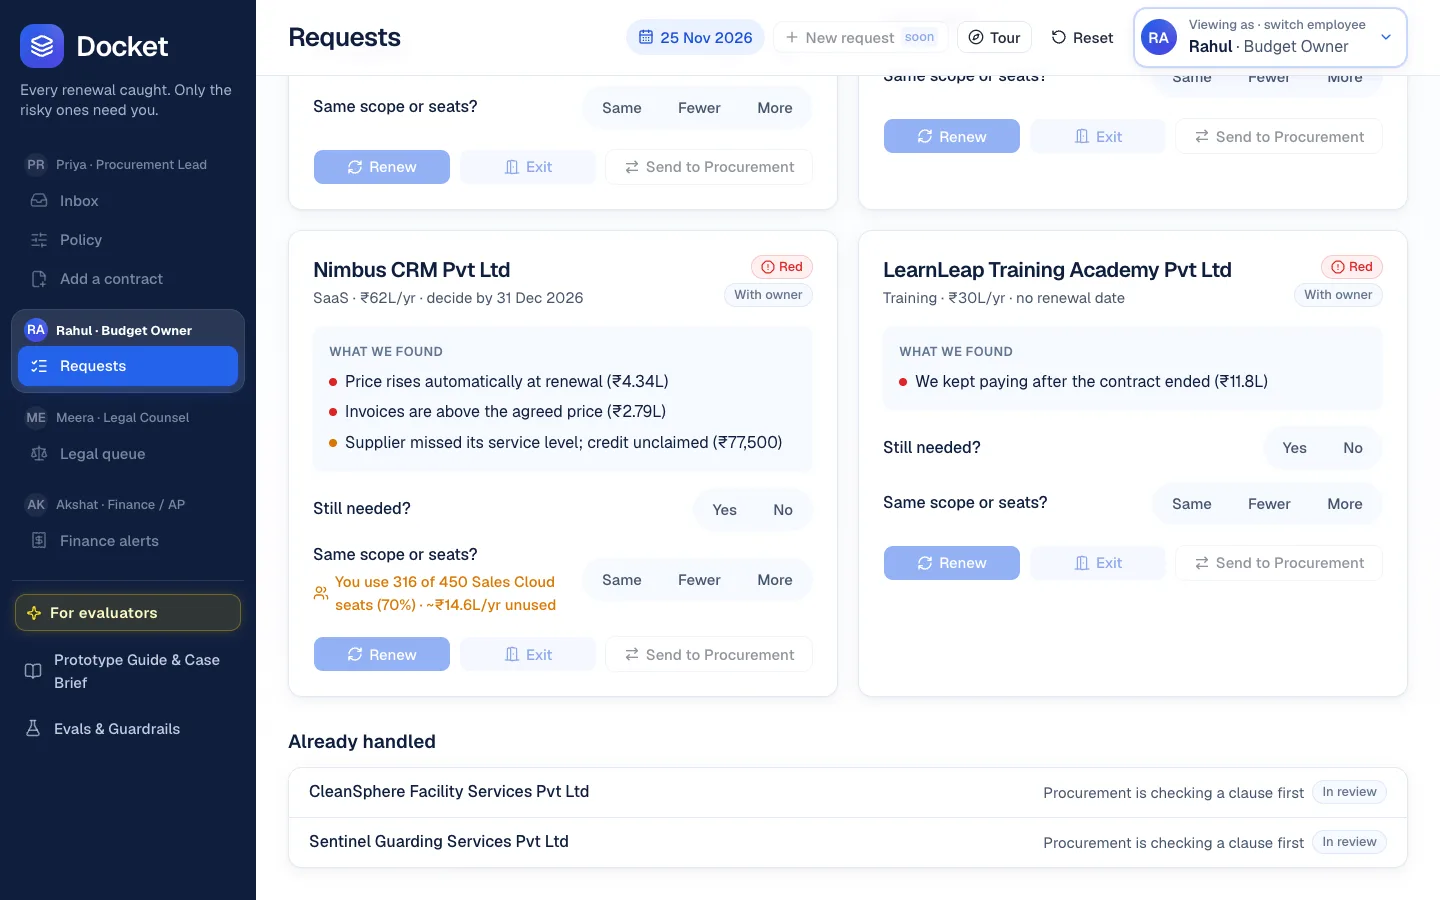 Docket
Every renewal caught. Only the
risky ones need you.
PR Priya · Procurement Lead
Inbox
Policy
Add a contract
RA Rahul · Budget Owner
Requests
ME Meera · Legal Counsel
Legal queue
AK Akshat · Finance / AP
Finance alerts
For evaluators
Prototype Guide & Case
Brief
Evals & Guardrails
Requests
25 Nov 2026
New request soon
Tour
Reset
RA
Viewing as · switch employee
Rahul · Budget Owner
Same scope or seats?
Same Fewer More
Renew Exit Send to Procurement
Same scope or seats?
Same Fewer More
Renew Exit Send to Procurement
Nimbus CRM Pvt Ltd
Red
SaaS · ₹62L/yr · decide by 31 Dec 2026
With owner
WHAT WE FOUND
Price rises automatically at renewal (₹4.34L)
Invoices are above the agreed price (₹2.79L)
Supplier missed its service level; credit unclaimed (₹77,500)
Still needed?
Yes No
Same scope or seats?
You use 316 of 450 Sales Cloud
seats (70%) · ~₹14.6L/yr unused
Same Fewer More
Renew Exit Send to Procurement
LearnLeap Training Academy Pvt Ltd
Red
Training · ₹30L/yr · no renewal date
With owner
WHAT WE FOUND
We kept paying after the contract ended (₹11.8L)
Still needed?
Yes No
Same scope or seats?
Same Fewer More
Renew Exit Send to Procurement
Already handled
CleanSphere Facility Services Pvt Ltd
Procurement is checking a clause first In review
Sentinel Guarding Services Pvt Ltd
Procurement is checking a clause first In review